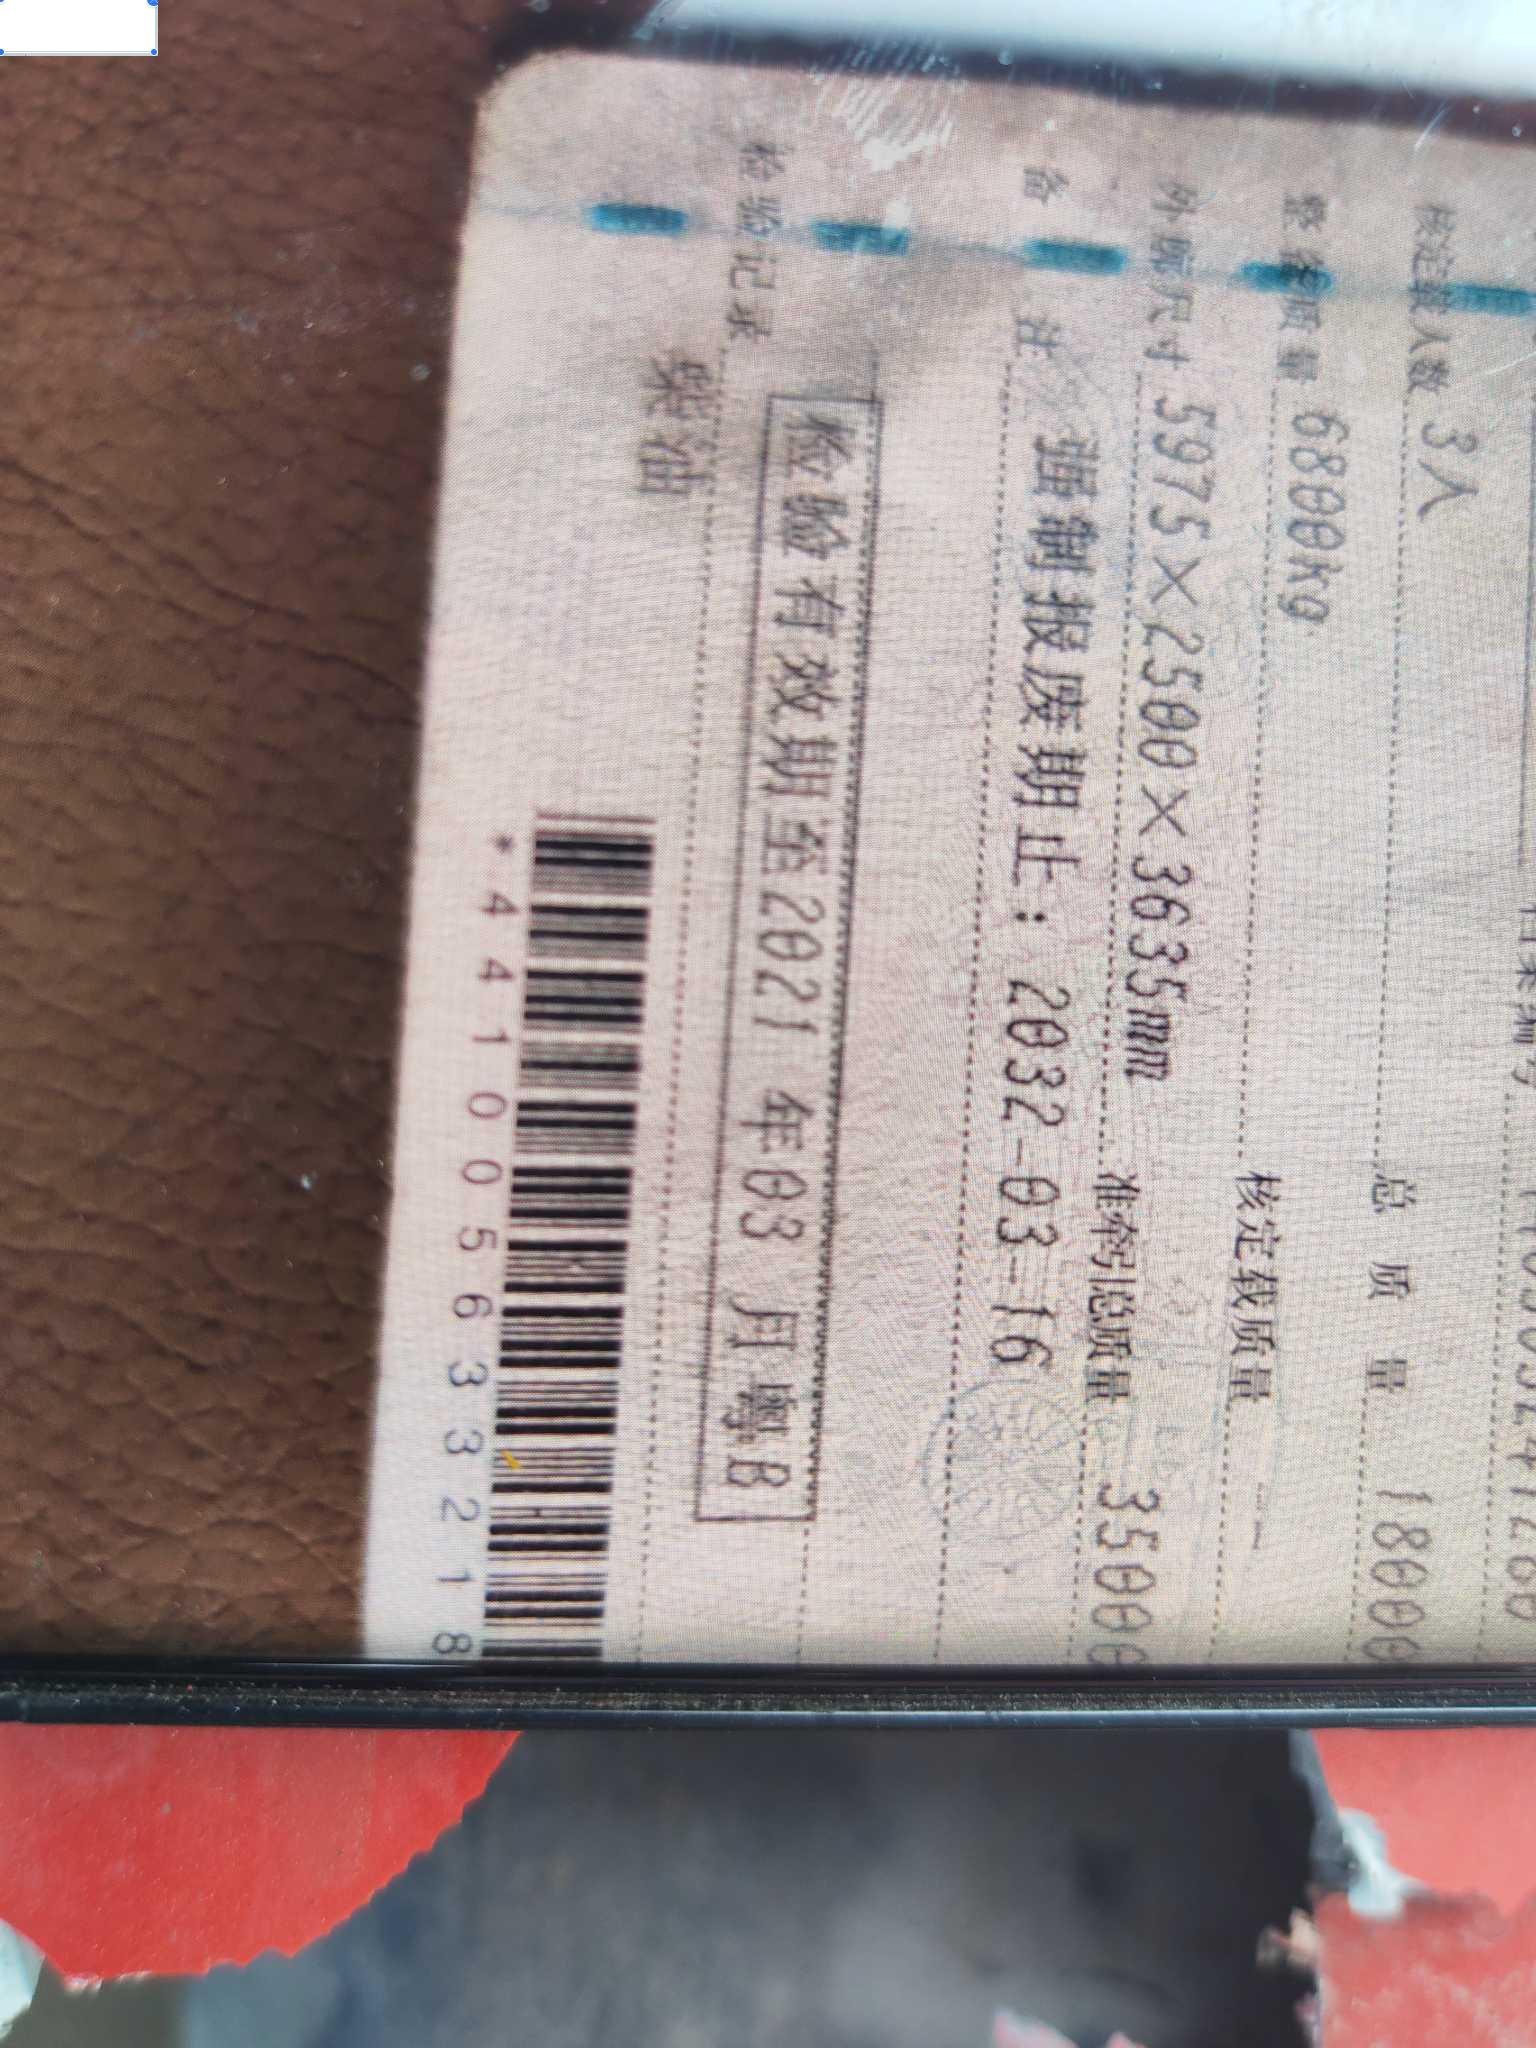 核定载人数 3人 总质量 18000
整备质量 6800kg 核定载质量 --
外廓尺寸 5975×2500×3635mm 准牵引总质量 35000
备注 强制报废期止：2032-03-16
检验记录 检验有效期至2021年03月粤B
柴油
*441005633218